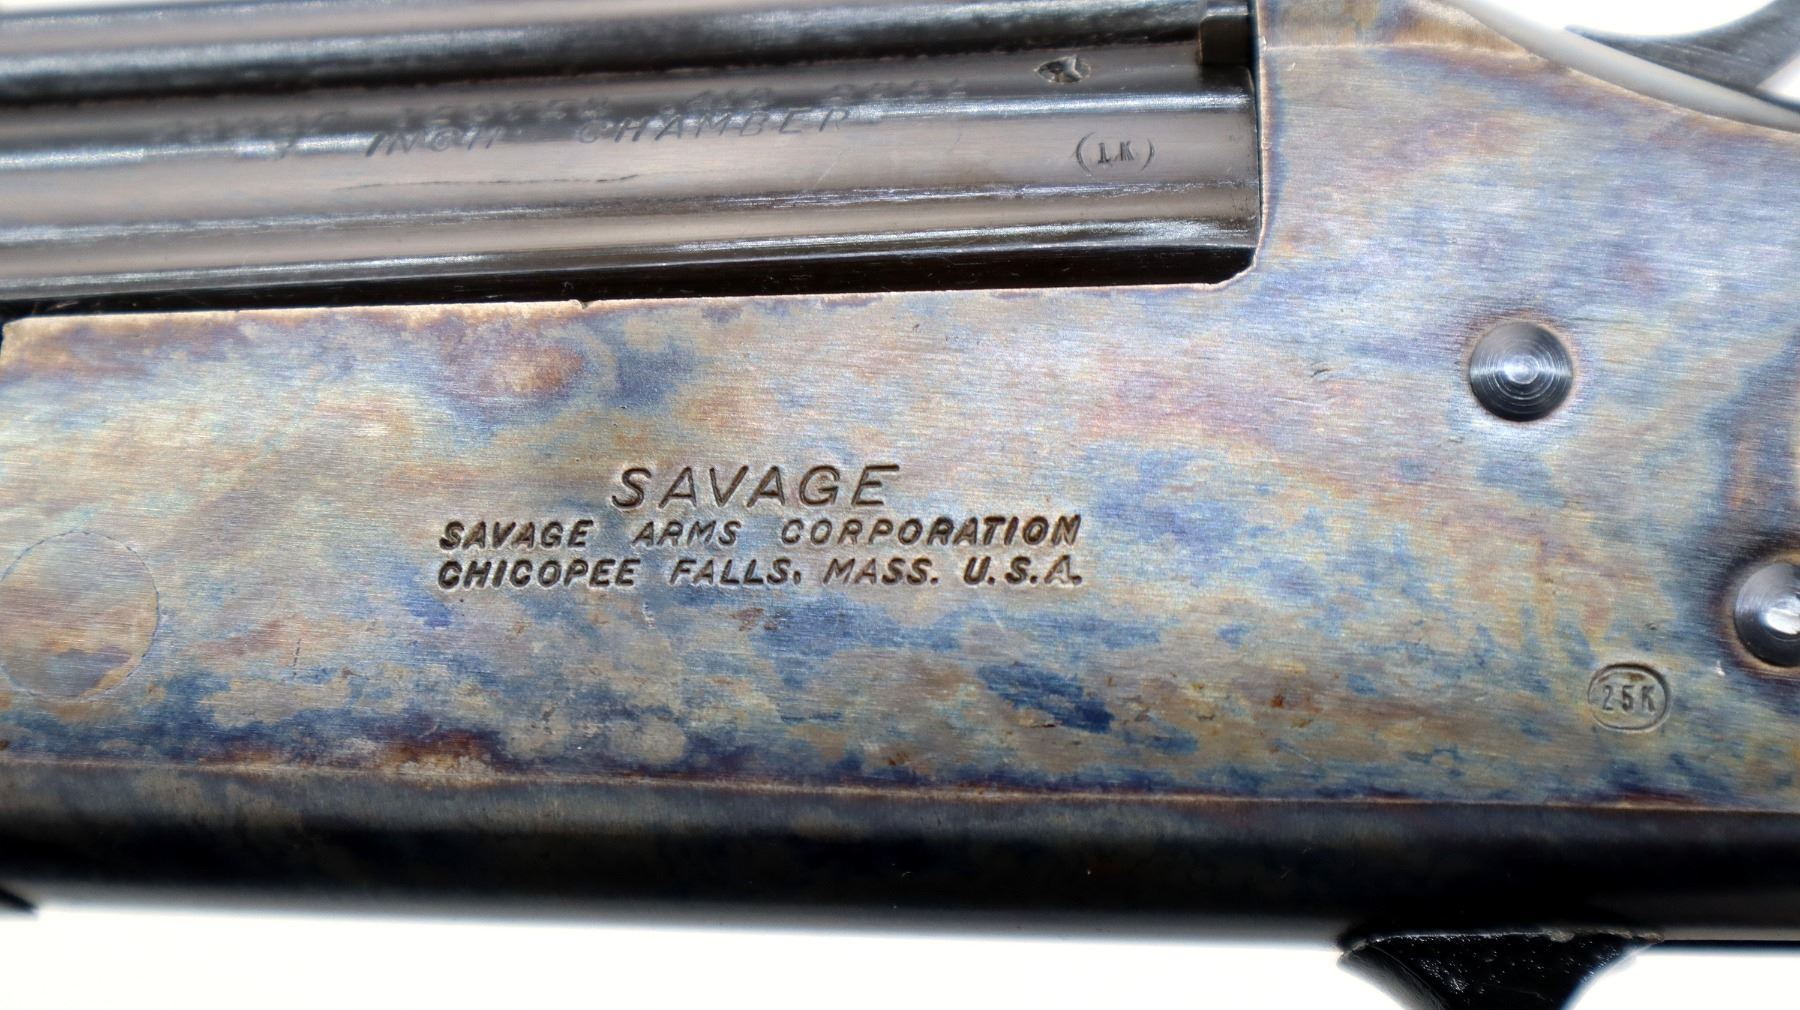 INCH CHAMBER
(1K)
SAVAGE
SAVAGE ARMS CORPORATION
CHICOPEE FALLS, MASS. U.S.A.
25K